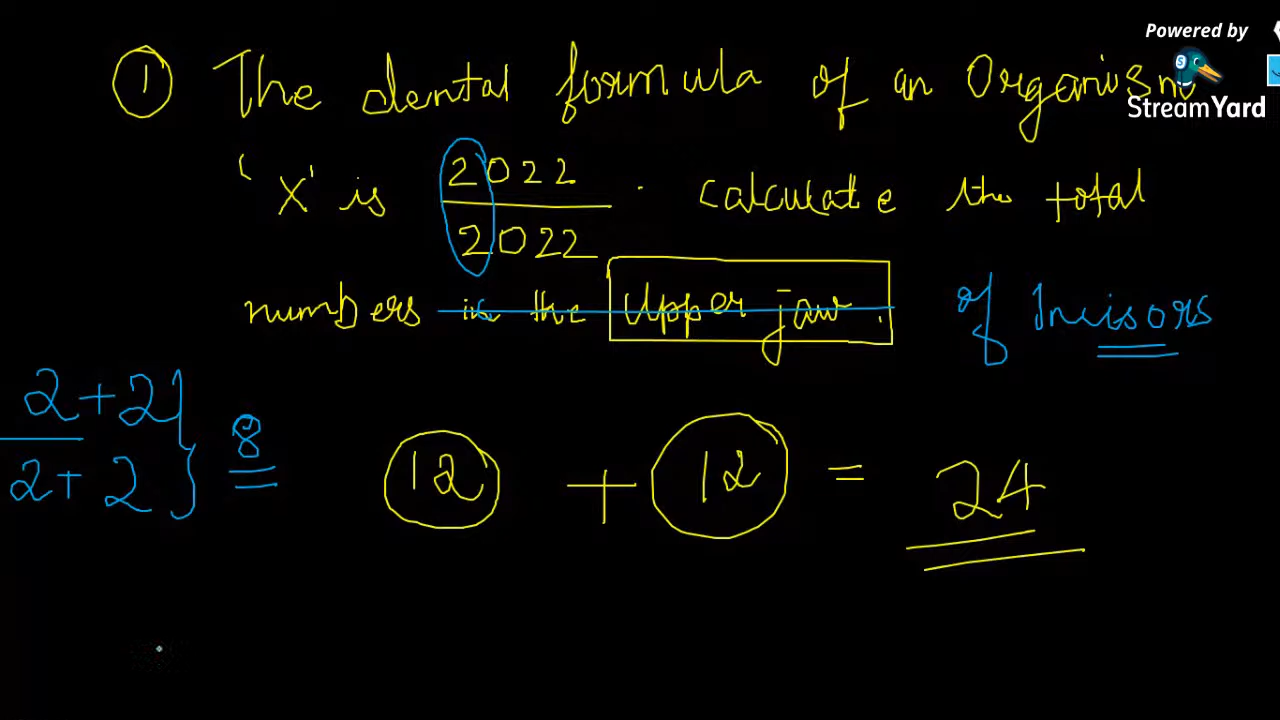 Powered by
StreamYard
① The dental formula of an Organism
'X' is 2022 . calculate the total
2022
numbers in the Upper jaw. of Incisors
2+2
2+2 } 8
12 + 12 = 24